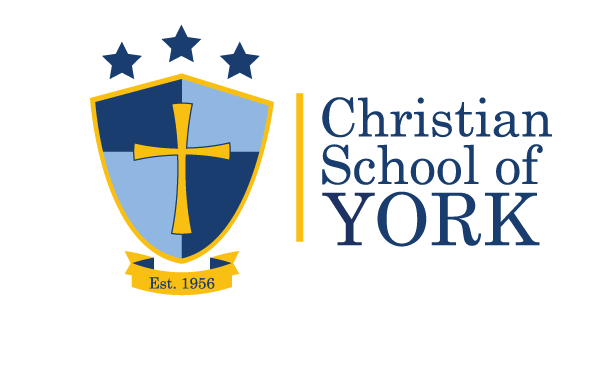 Christian
School of
YORK
Est. 1956